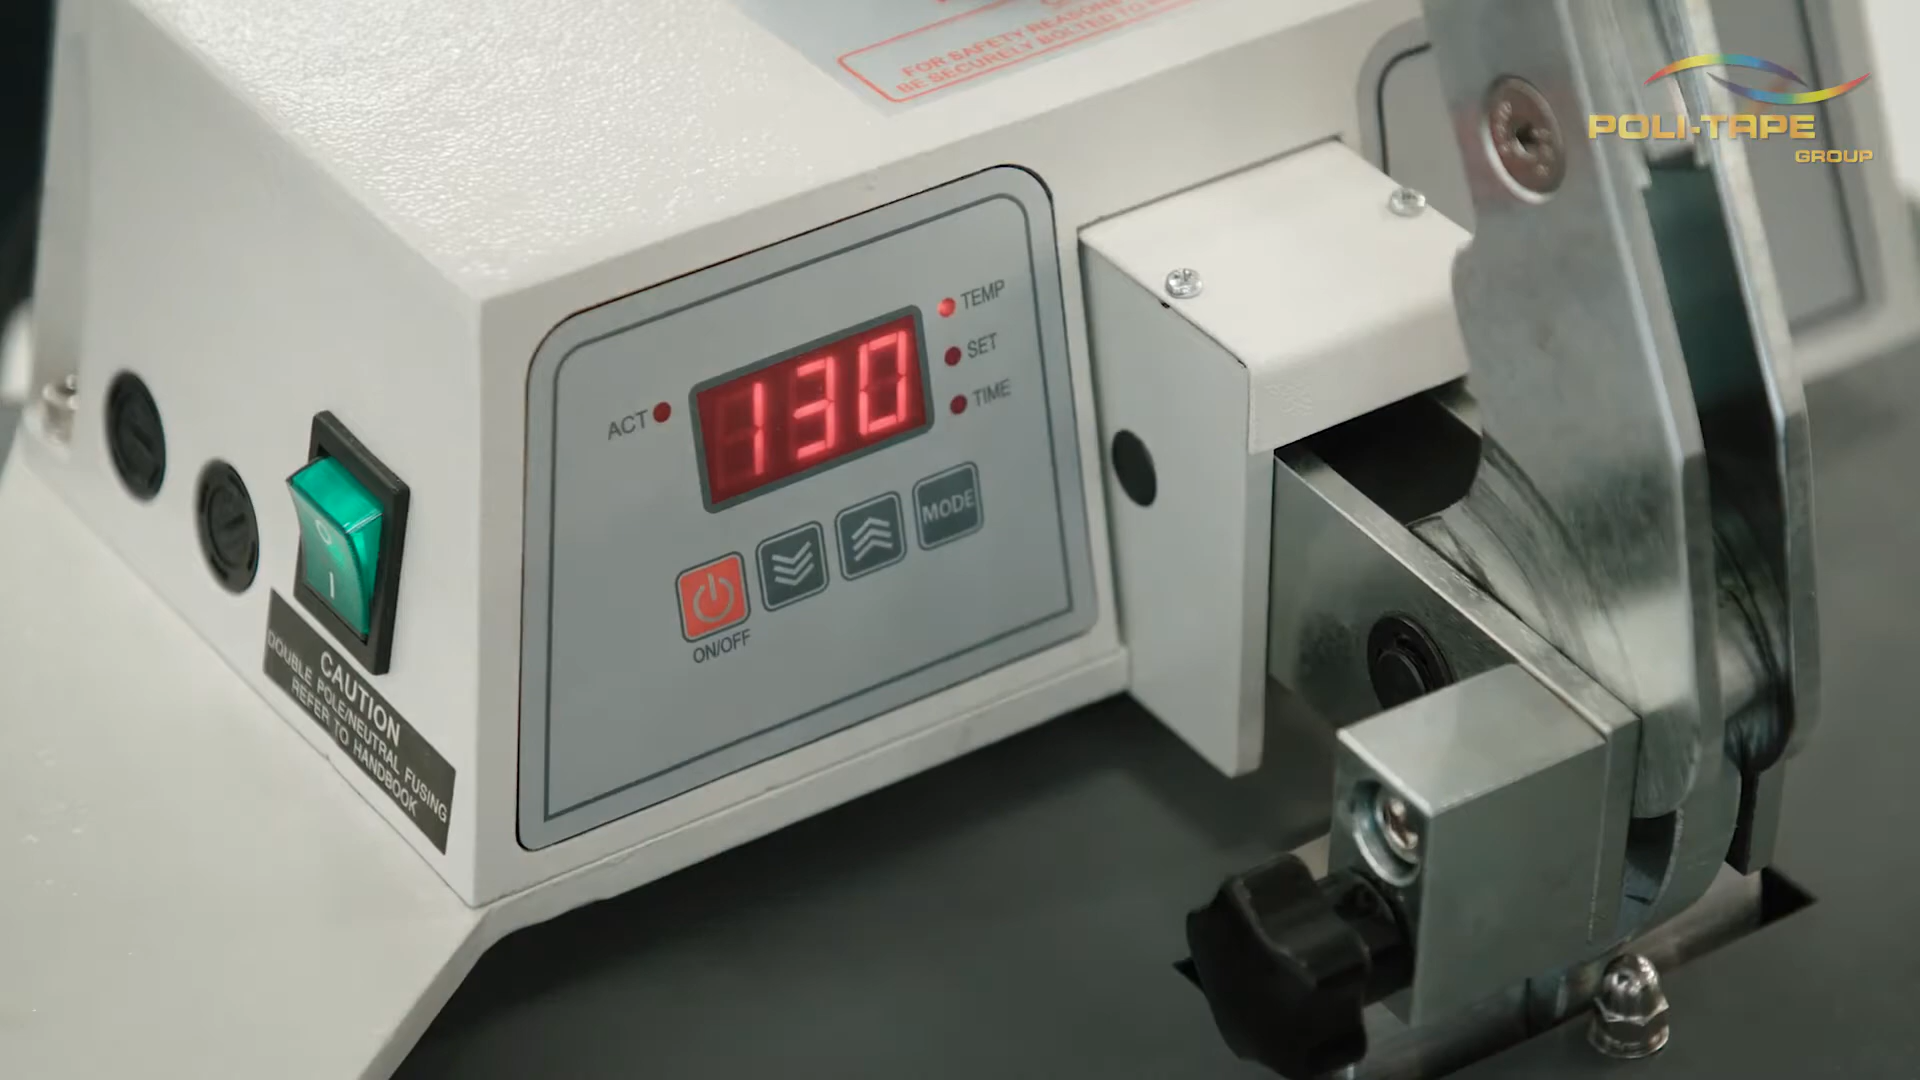 FOR SAFETY REASONS
BE SECURELY BOLTED TO
POLI-TAPE
GROUP
TEMP
SET
TIME
ACT
130
MODE
ON/OFF
O
I
CAUTION
DOUBLE POLE/NEUTRAL FUSING
REFER TO HANDBOOK